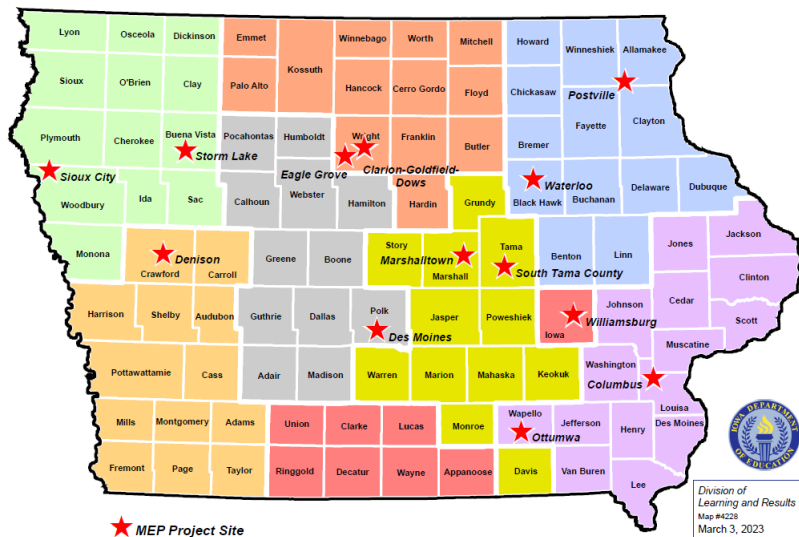 Lyon
Osceola
Dickinson
Emmet
Kossuth
Winnebago
Worth
Mitchell
Howard
Winneshiek
Allamakee
Sioux
O'Brien
Clay
Palo Alto
Hancock
Cerro Gordo
Floyd
Chickasaw
Postville
Plymouth
Cherokee
Buena Vista
Storm Lake
Pocahontas
Humboldt
Wright
Franklin
Butler
Bremer
Fayette
Clayton
Sioux City
Eagle Grove
Clarion-Goldfield-
Dows
Waterloo
Woodbury
Ida
Sac
Calhoun
Webster
Hamilton
Hardin
Grundy
Black Hawk
Buchanan
Delaware
Dubuque
Monona
Denison
Crawford
Carroll
Greene
Boone
Story
Marshalltown
Marshall
Tama
South Tama County
Benton
Linn
Jones
Jackson
Clinton
Harrison
Shelby
Audubon
Guthrie
Dallas
Polk
Des Moines
Jasper
Poweshiek
Iowa
Williamsburg
Johnson
Cedar
Scott
Muscatine
Pottawattamie
Cass
Adair
Madison
Warren
Marion
Mahaska
Keokuk
Washington
Columbus
Louisa
Mills
Montgomery
Adams
Union
Clarke
Lucas
Monroe
Wapello
Ottumwa
Jefferson
Henry
Des Moines
Fremont
Page
Taylor
Ringgold
Decatur
Wayne
Appanoose
Davis
Van Buren
Lee
IOWA DEPARTMENT
OF EDUCATION
Division of
Learning and Results
Map #4228
March 3, 2023
MEP Project Site